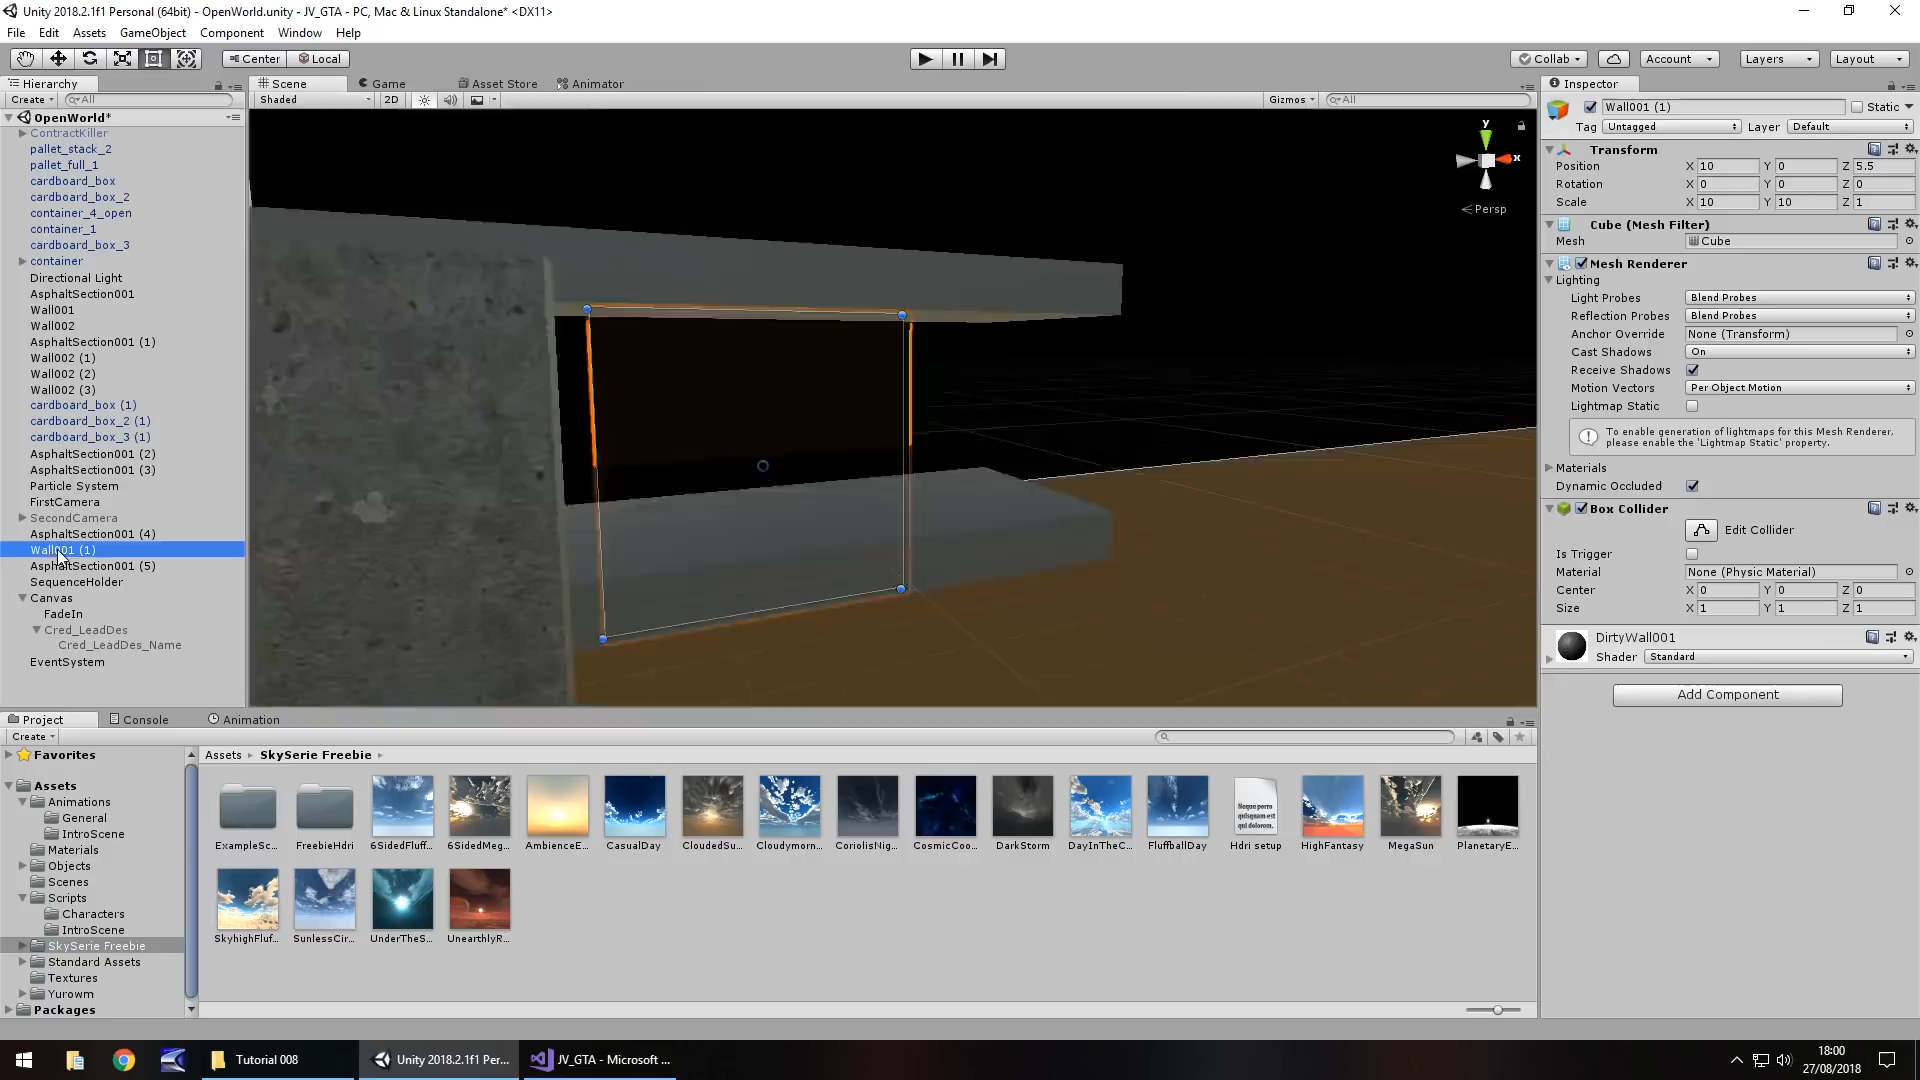 Unity 2018.2.1f1 Personal (64bit) - OpenWorld.unity - JV_GTA - PC, Mac & Linux Standalone* <DX11>
File Edit Assets GameObject Component Window Help
Center Local
Collab Account Layers Layout
Hierarchy
Create All
OpenWorld*
ContractKiller
pallet_stack_2
pallet_full_1
cardboard_box
cardboard_box_2
container_4_open
container_1
cardboard_box_3
container
Directional Light
AsphaltSection001
Wall001
Wall002
AsphaltSection001 (1)
Wall002 (1)
Wall002 (2)
Wall002 (3)
cardboard_box (1)
cardboard_box_2 (1)
cardboard_box_3 (1)
AsphaltSection001 (2)
AsphaltSection001 (3)
Particle System
FirstCamera
SecondCamera
AsphaltSection001 (4)
Wall001 (1)
AsphaltSection001 (5)
SequenceHolder
Canvas
FadeIn
Cred_LeadDes
Cred_LeadDes_Name
EventSystem
Scene Game Asset Store Animator
Shaded 2D Gizmos All
y
x
Persp
Inspector
Wall001 (1) Static
Tag Untagged Layer Default
Transform
Position X 10 Y 0 Z 5.5
Rotation X 0 Y 0 Z 0
Scale X 10 Y 10 Z 1
Cube (Mesh Filter)
Mesh Cube
Mesh Renderer
Lighting
Light Probes Blend Probes
Reflection Probes Blend Probes
Anchor Override None (Transform)
Cast Shadows On
Receive Shadows
Motion Vectors Per Object Motion
Lightmap Static
To enable generation of lightmaps for this Mesh Renderer, please enable the 'Lightmap Static' property.
Materials
Dynamic Occluded
Box Collider
Edit Collider
Is Trigger
Material None (Physic Material)
Center X 0 Y 0 Z 0
Size X 1 Y 1 Z 1
DirtyWall001
Shader Standard
Add Component
Project Console Animation
Create
Favorites
Assets
Animations
General
IntroScene
Materials
Objects
Scenes
Scripts
Characters
IntroScene
SkySerie Freebie
Standard Assets
Textures
Yurowm
Packages
Assets SkySerie Freebie
Neque porro quisquam est qui dolorem.
ExampleSc... FreebieHdri 6SidedFluff... 6SidedMeg... AmbienceE... CasualDay CloudedSu... Cloudymorn... CoriolisNig... CosmicCoo... DarkStorm DayInTheC... FluffballDay Hdri setup HighFantasy MegaSun PlanetaryE...
SkyhighFluf... SunlessCir... UnderTheS... UnearthlyR...
Tutorial 008 Unity 2018.2.1f1 Per... JV_GTA - Microsoft ...
18:00
27/08/2018